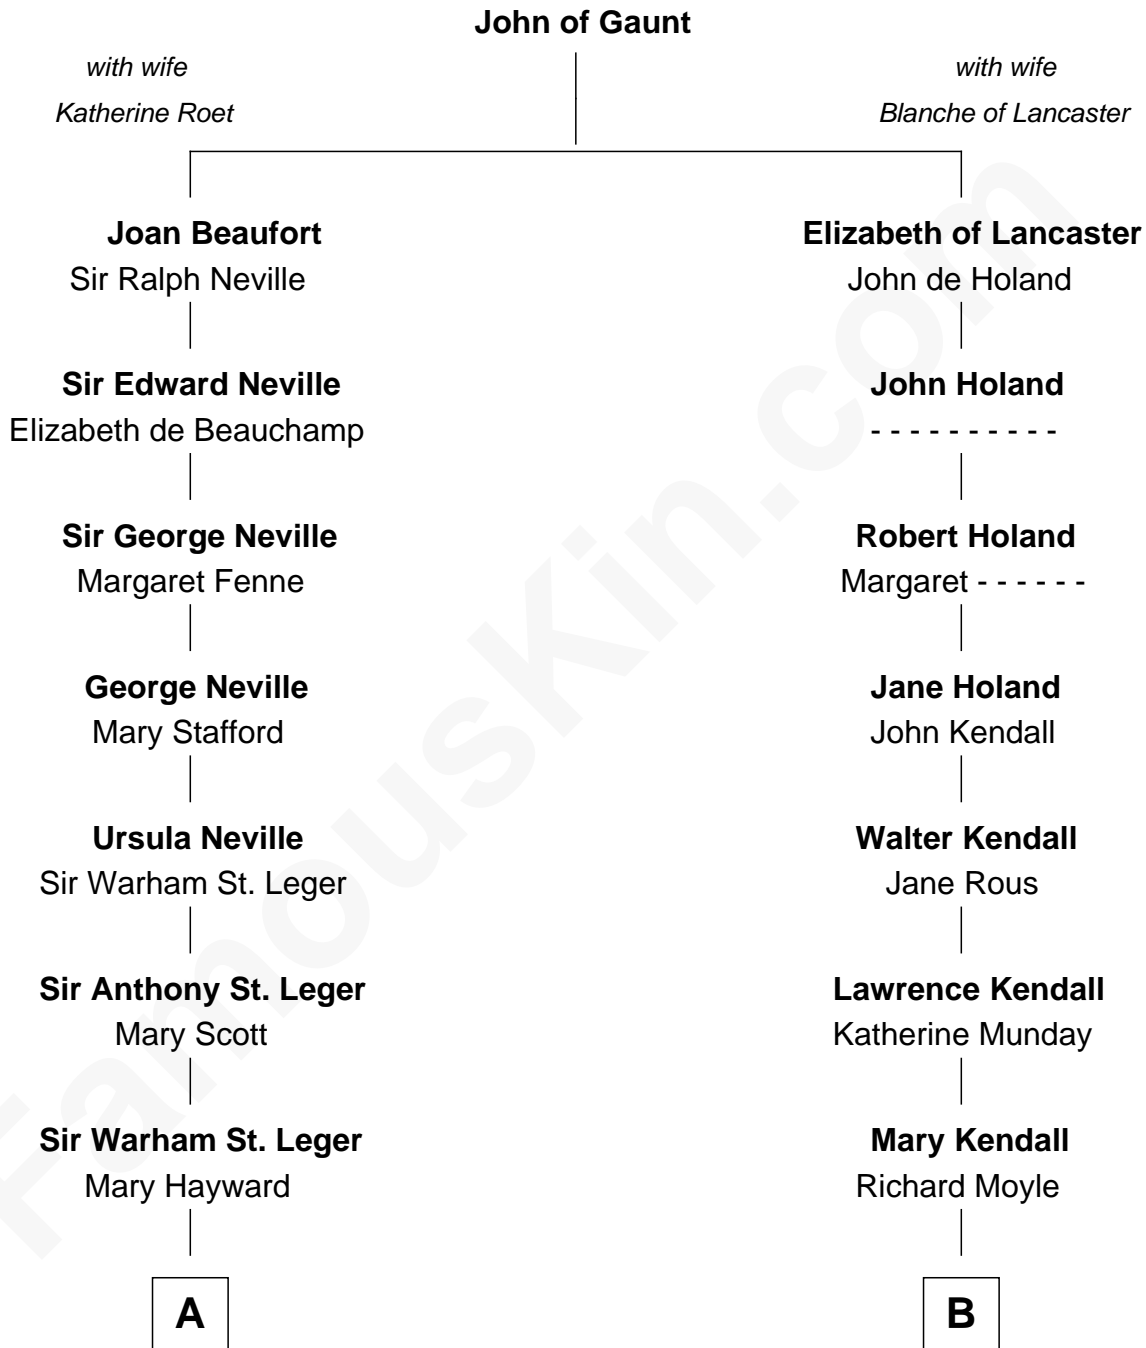 John of Gaunt
with wife
Katherine Roet
with wife
Blanche of Lancaster
Joan Beaufort
Sir Ralph Neville
Elizabeth of Lancaster
John de Holand
Sir Edward Neville
Elizabeth de Beauchamp
John Holand
- - - - - - - - - -
Sir George Neville
Margaret Fenne
Robert Holand
Margaret - - - - - -
George Neville
Mary Stafford
Jane Holand
John Kendall
Ursula Neville
Sir Warham St. Leger
Walter Kendall
Jane Rous
Sir Anthony St. Leger
Mary Scott
Lawrence Kendall
Katherine Munday
Sir Warham St. Leger
Mary Hayward
Mary Kendall
Richard Moyle
A
B
FamousKin.com